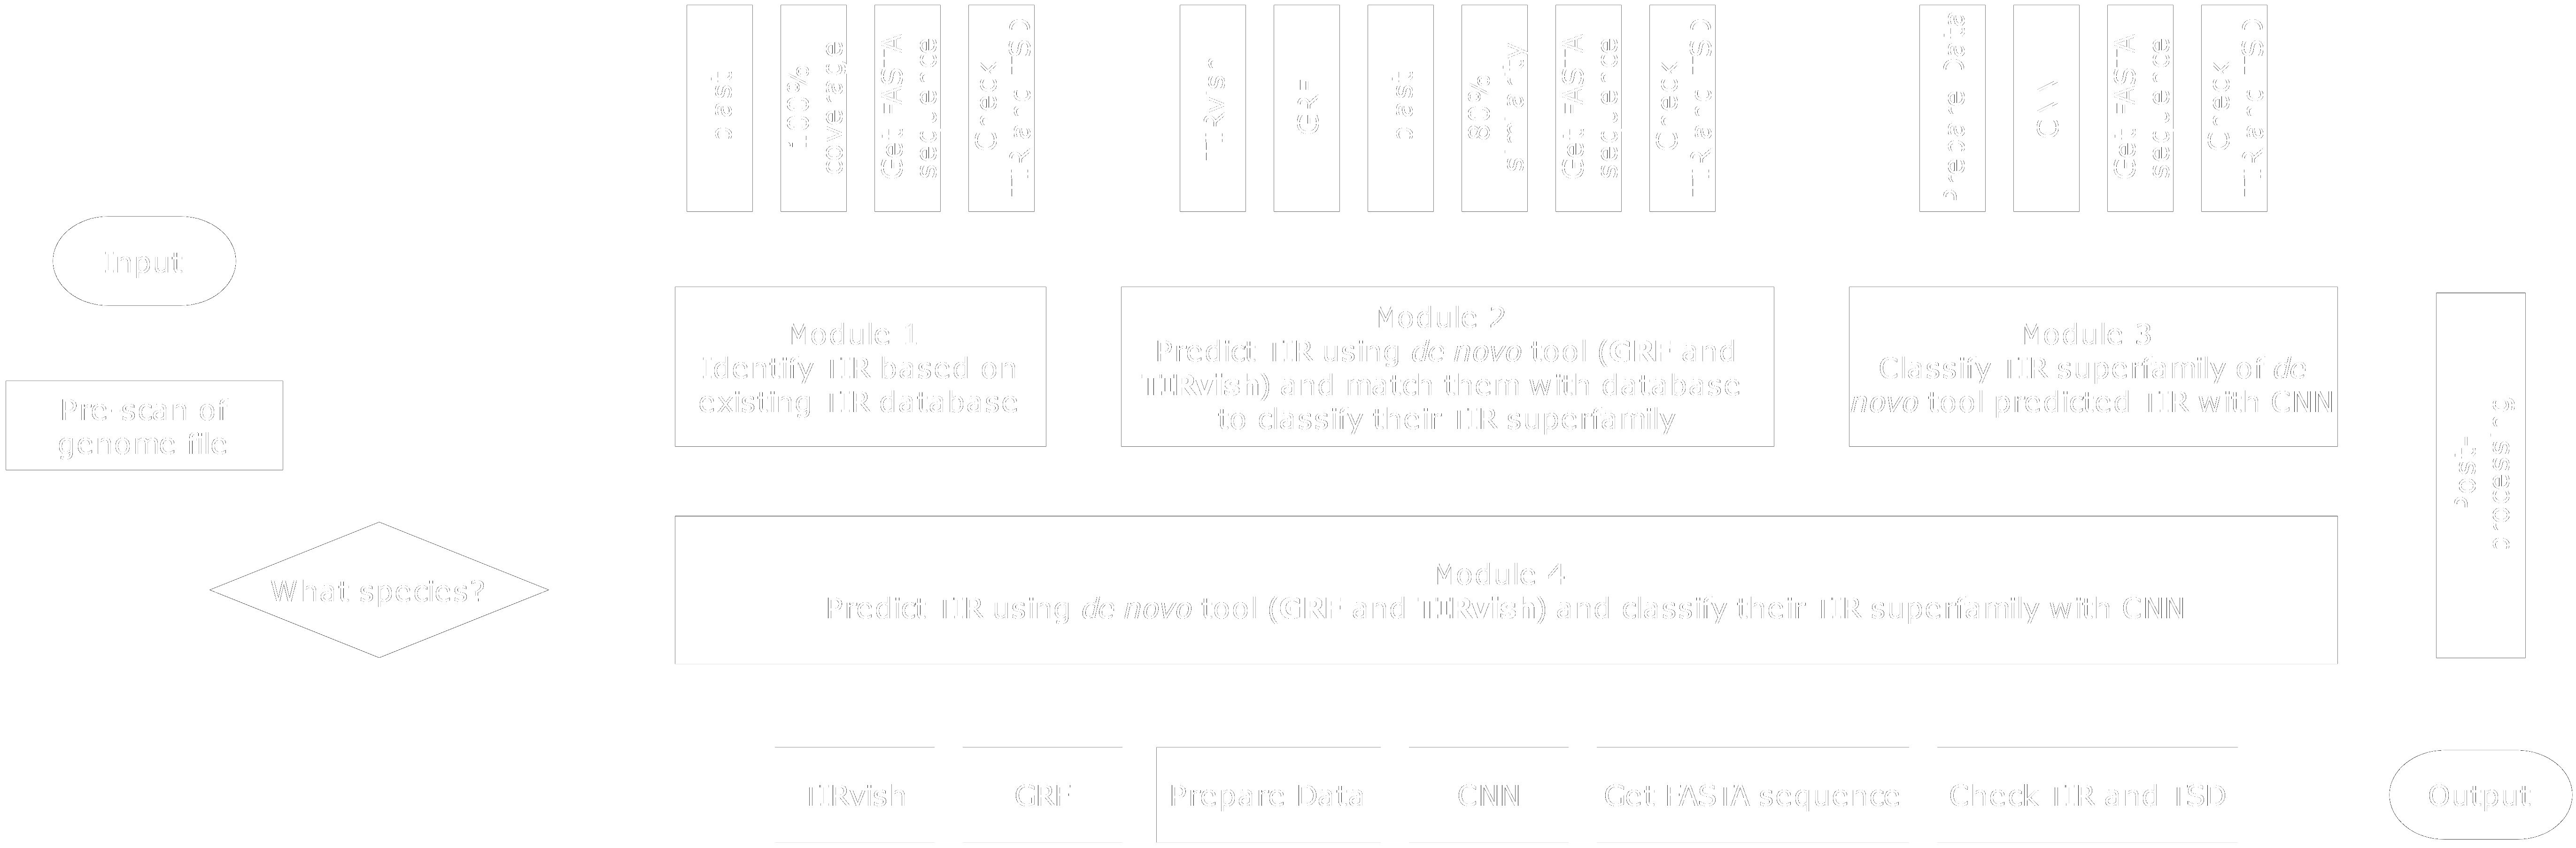 blast
100%
coverage
Get FASTA
sequence
Check
TIR and TSD
TIRvish
GRF
blast
80%
similarity
Get FASTA
sequence
Check
TIR and TSD
Prepare Data
CNN
Get FASTA
sequence
Check
TIR and TSD
Input
Pre-scan of
genome file
What species?
Module 1
Identify TIR based on
existing TIR database
Module 2
Predict TIR using de novo tool (GRF and
TIRvish) and match them with database
to classify their TIR superfamily
Module 3
Classify TIR superfamily of de
novo tool predicted TIR with CNN
Module 4
Predict TIR using de novo tool (GRF and TIRvish) and classify their TIR superfamily with CNN
Post-
processing
TIRvish
GRF
Prepare Data
CNN
Get FASTA sequence
Check TIR and TSD
Output